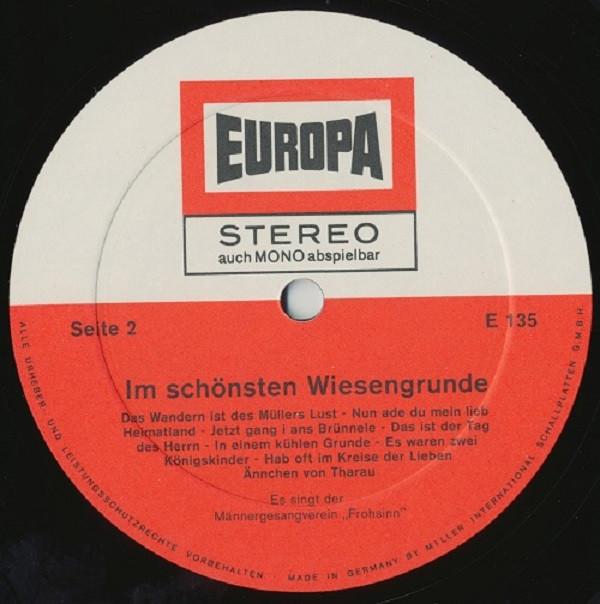 EUROPA
STEREO
auch MONO abspielbar
Seite 2
E 135
Im schönsten Wiesengrunde
Das Wandern ist des Müllers Lust - Nun ade du mein lieb
Heimatland - Jetzt gang i ans Brünnele - Das ist der Tag
des Herrn - In einem kühlen Grunde - Es waren zwei
Königskinder - Hab oft im Kreise der Lieben
Ännchen von Tharau
Es singt der
Männergesangverein „Frohsinn"
ALLE URHEBER- UND LEISTUNGSSCHUTZRECHTE VORBEHALTEN - MADE IN GERMANY BY MILLER INTERNATIONAL SCHALLPLATTEN G.M.B.H.